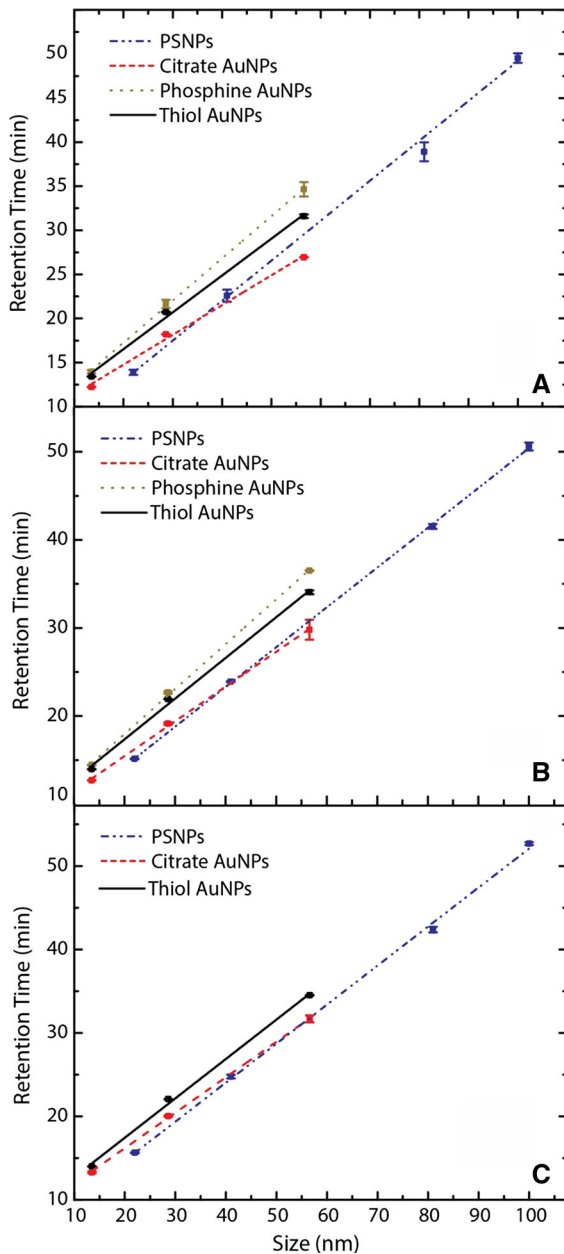 50
45
40
35
30
25
20
15
10
Retention Time (min)
PSNPs
Citrate AuNPs
Phosphine AuNPs
Thiol AuNPs
A
50
40
30
20
10
Retention Time (min)
PSNPs
Citrate AuNPs
Phosphine AuNPs
Thiol AuNPs
B
50
40
30
20
10
Retention Time (min)
PSNPs
Citrate AuNPs
Thiol AuNPs
C
10 20 30 40 50 60 70 80 90 100
Size (nm)